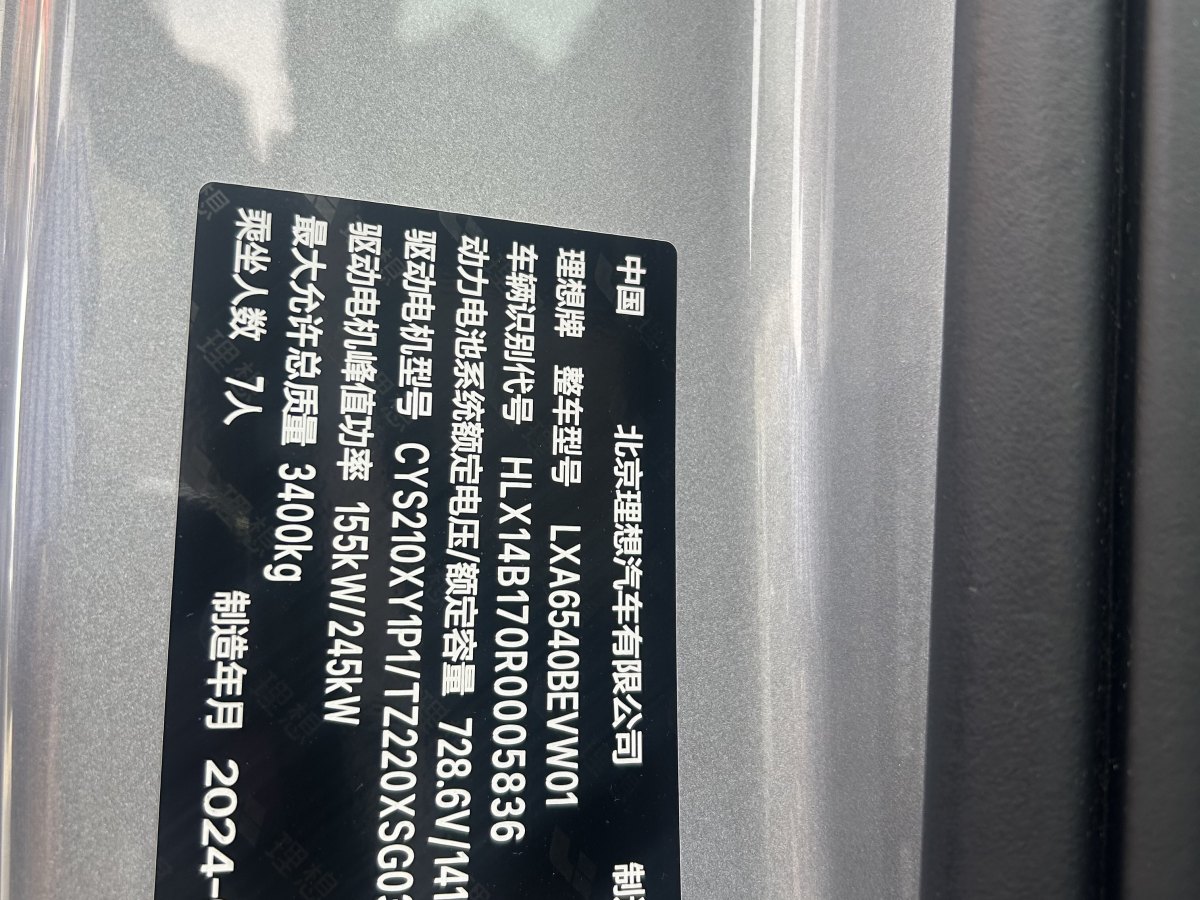 中国 北京理想汽车有限公司 制
理想牌 整车型号 LXA6540BEVW01
车辆识别代号 HLX14B170R0005836
动力电池系统额定电压/额定容量 728.6V/141
驱动电机型号 CYS210XY1P1/TZ220XSG03
驱动电机峰值功率 155kW/245kW
最大允许总质量 3400kg
乘坐人数 7人 制造年月 2024-